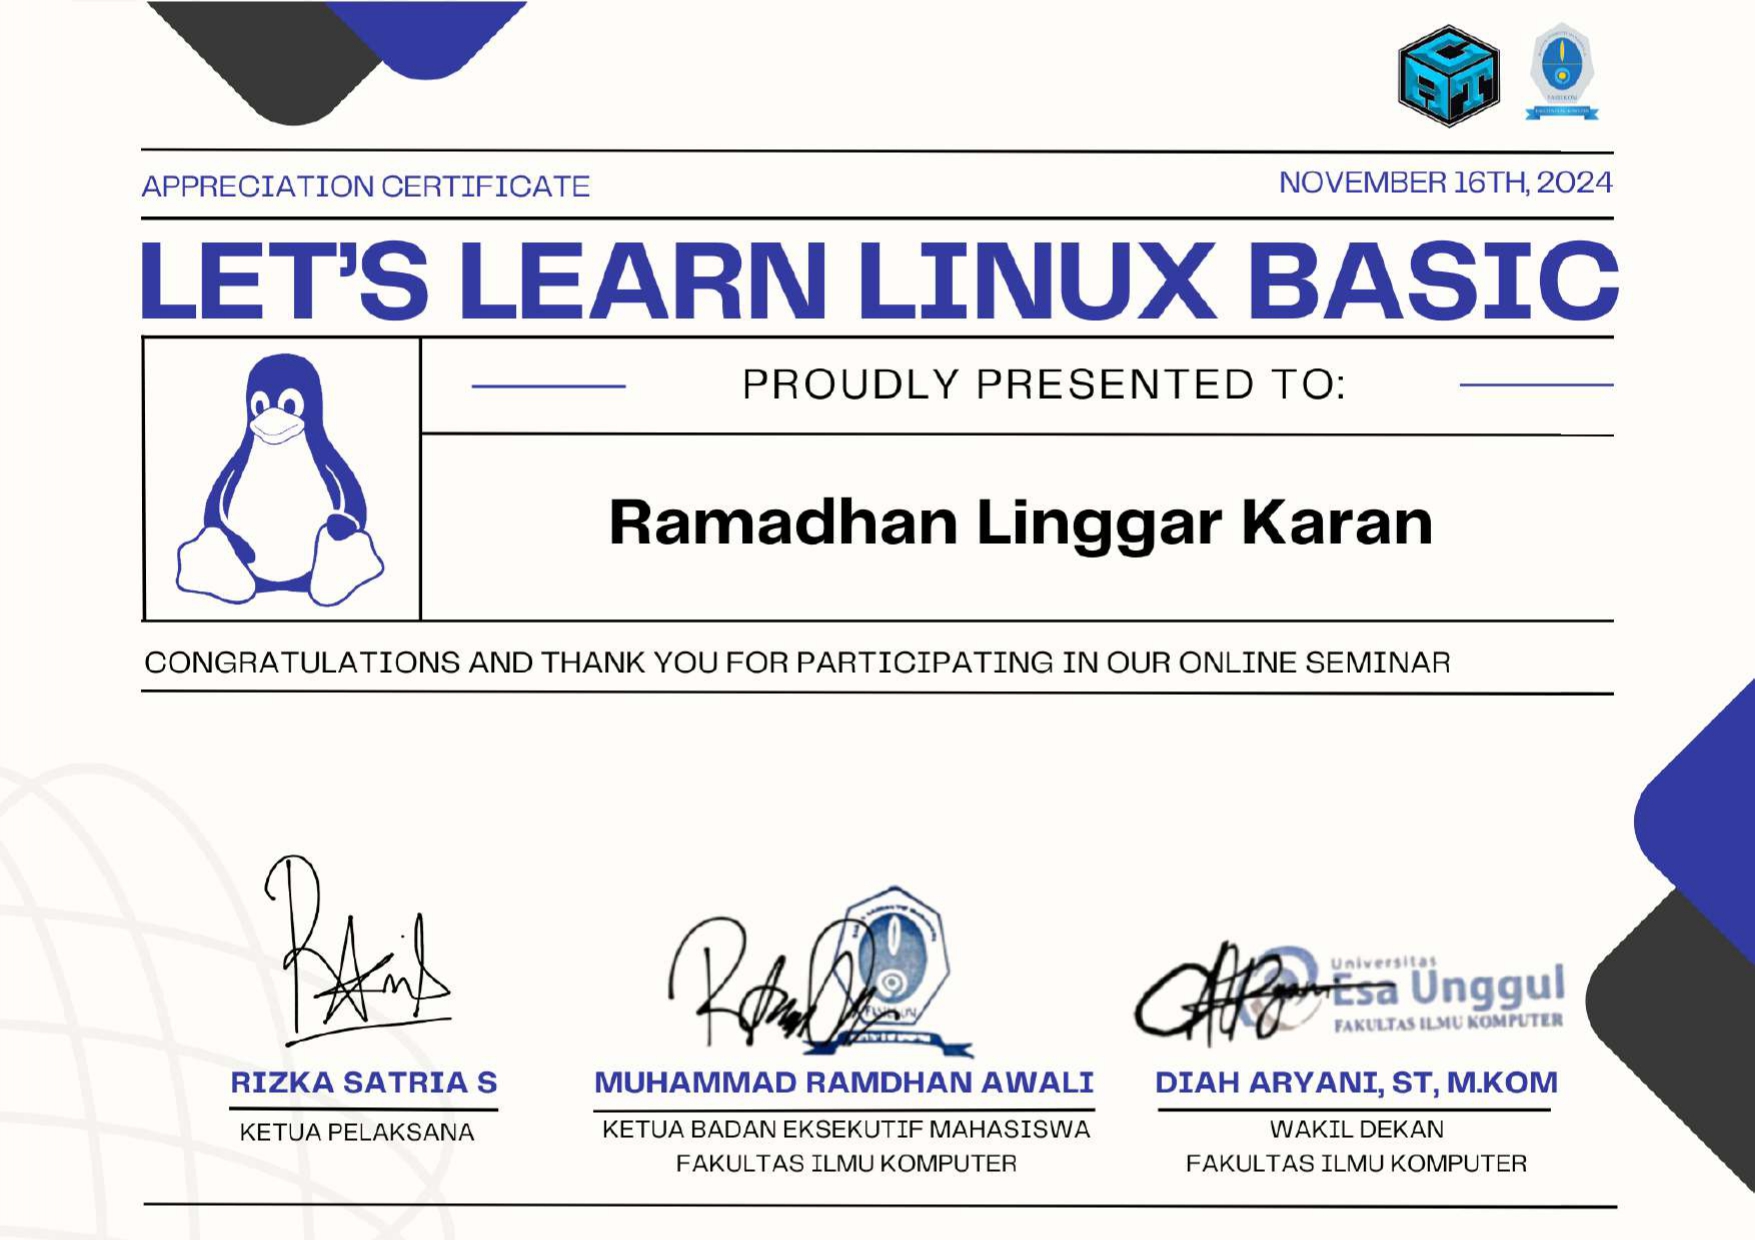 CAT
FASILKOM
APPRECIATION CERTIFICATE
NOVEMBER 16TH, 2024
LET'S LEARN LINUX BASIC
PROUDLY PRESENTED TO:
Ramadhan Linggar Karan
CONGRATULATIONS AND THANK YOU FOR PARTICIPATING IN OUR ONLINE SEMINAR
Universitas
Esa Unggul
FAKULTAS ILMU KOMPUTER
RIZKA SATRIA S
KETUA PELAKSANA
MUHAMMAD RAMDHAN AWALI
KETUA BADAN EKSEKUTIF MAHASISWA
FAKULTAS ILMU KOMPUTER
DIAH ARYANI, ST, M.KOM
WAKIL DEKAN
FAKULTAS ILMU KOMPUTER